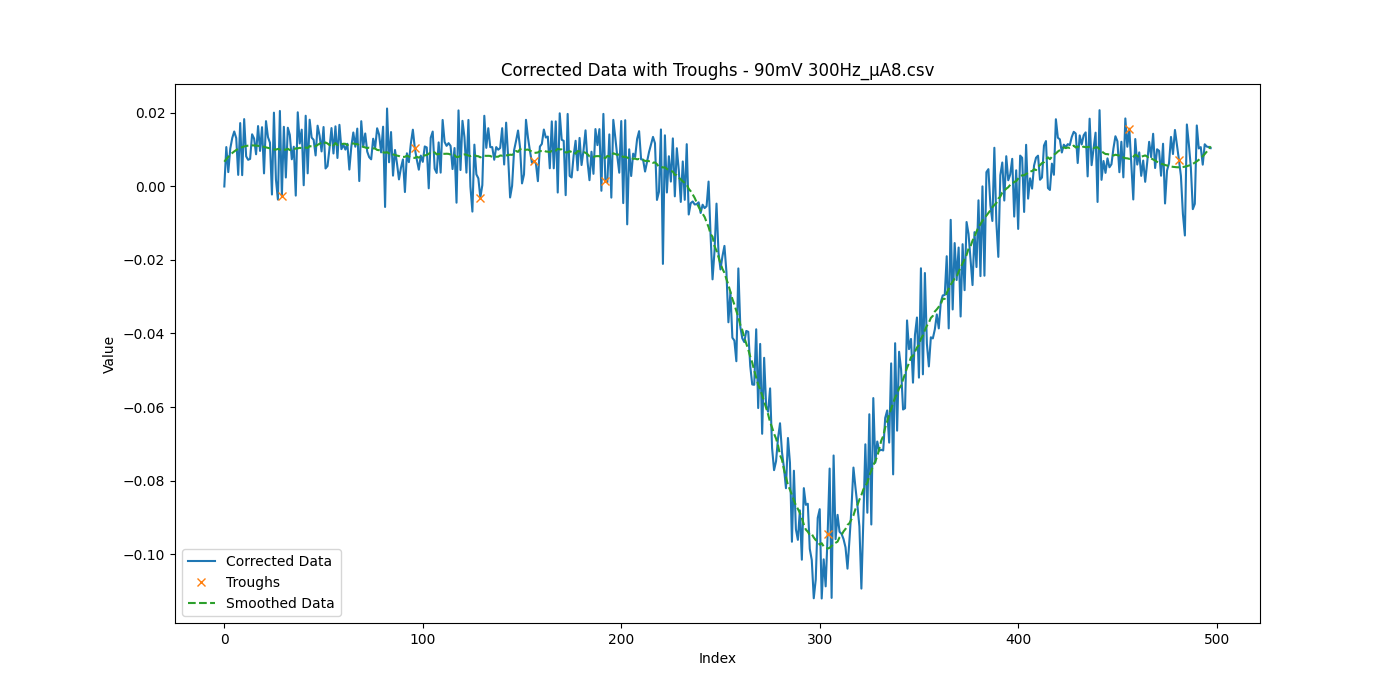 Corrected Data with Troughs - 90mV 300Hz_μA8.csv
0.02
0.00
−0.02
−0.04
−0.06
−0.08
−0.10
Value
Corrected Data
Troughs
Smoothed Data
0 100 200 300 400 500
Index